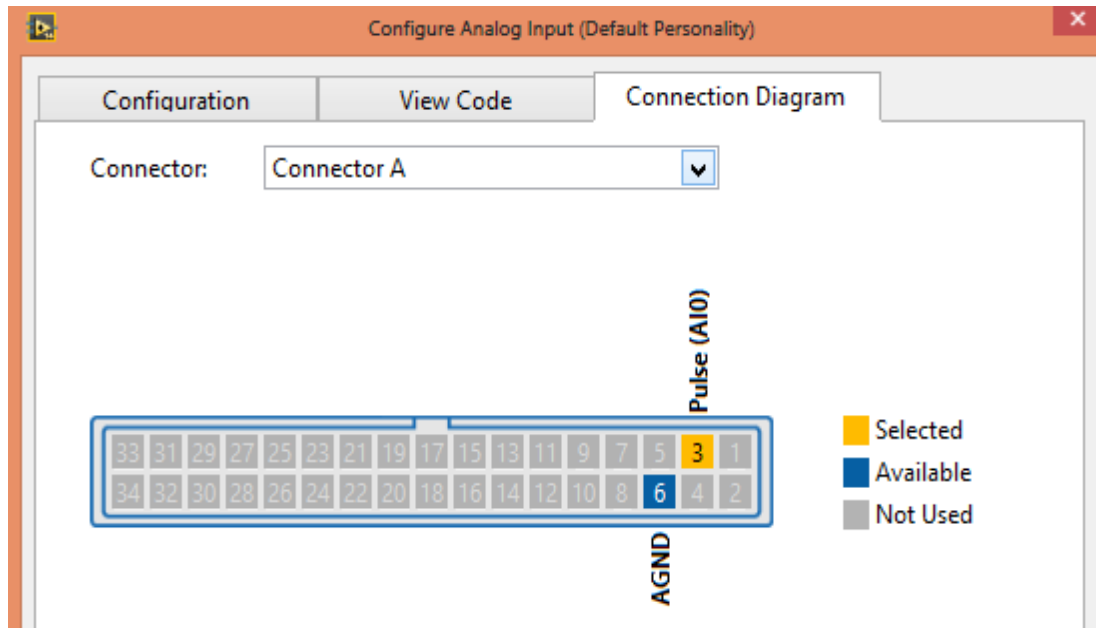 Configure Analog Input (Default Personality)
Configuration View Code Connection Diagram
Connector: Connector A
Pulse (AI0)
33 31 29 27 25 23 21 19 17 15 13 11 9 7 5 3 1
34 32 30 28 26 24 22 20 18 16 14 12 10 8 6 4 2
AGND
Selected
Available
Not Used